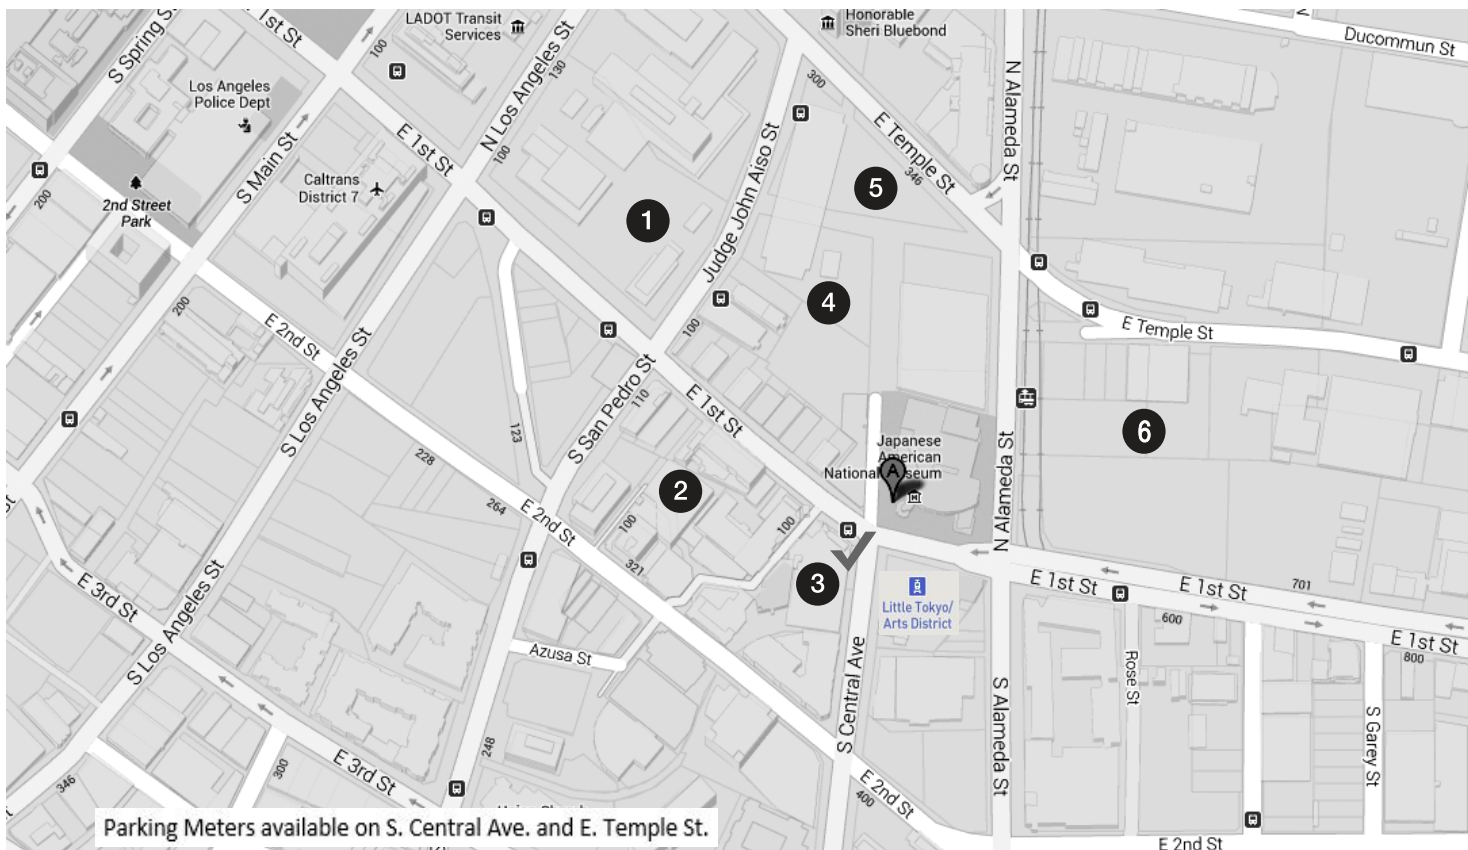 S Spring St
E 1st St
100
LADOT Transit
Services
N Los Angeles St
130
Honorable
Sheri Bluebond
Ducommun St
Los Angeles
Police Dept
300
N Alameda St
S Main St
E 1st St
100
Judge John Aiso St
E Temple St
346
5
Caltrans
District 7
200
2nd Street
Park
1
200
4
E 2nd St
100
E Temple St
S Los Angeles St
S San Pedro St
110
E 1st St
6
123
Japanese
American
National Museum
A
N Alameda St
228
264
2
E 2nd St
100
100
321
3
E 1st St
E 1st St
701
E 1st St
600
800
Little Tokyo/
Arts District
E 3rd St
S Los Angeles St
Azusa St
S Central Ave
Rose St
S Alameda St
S Garey St
248
E 3rd St
300
346
E 2nd St
400
Parking Meters available on S. Central Ave. and E. Temple St.
E 2nd St